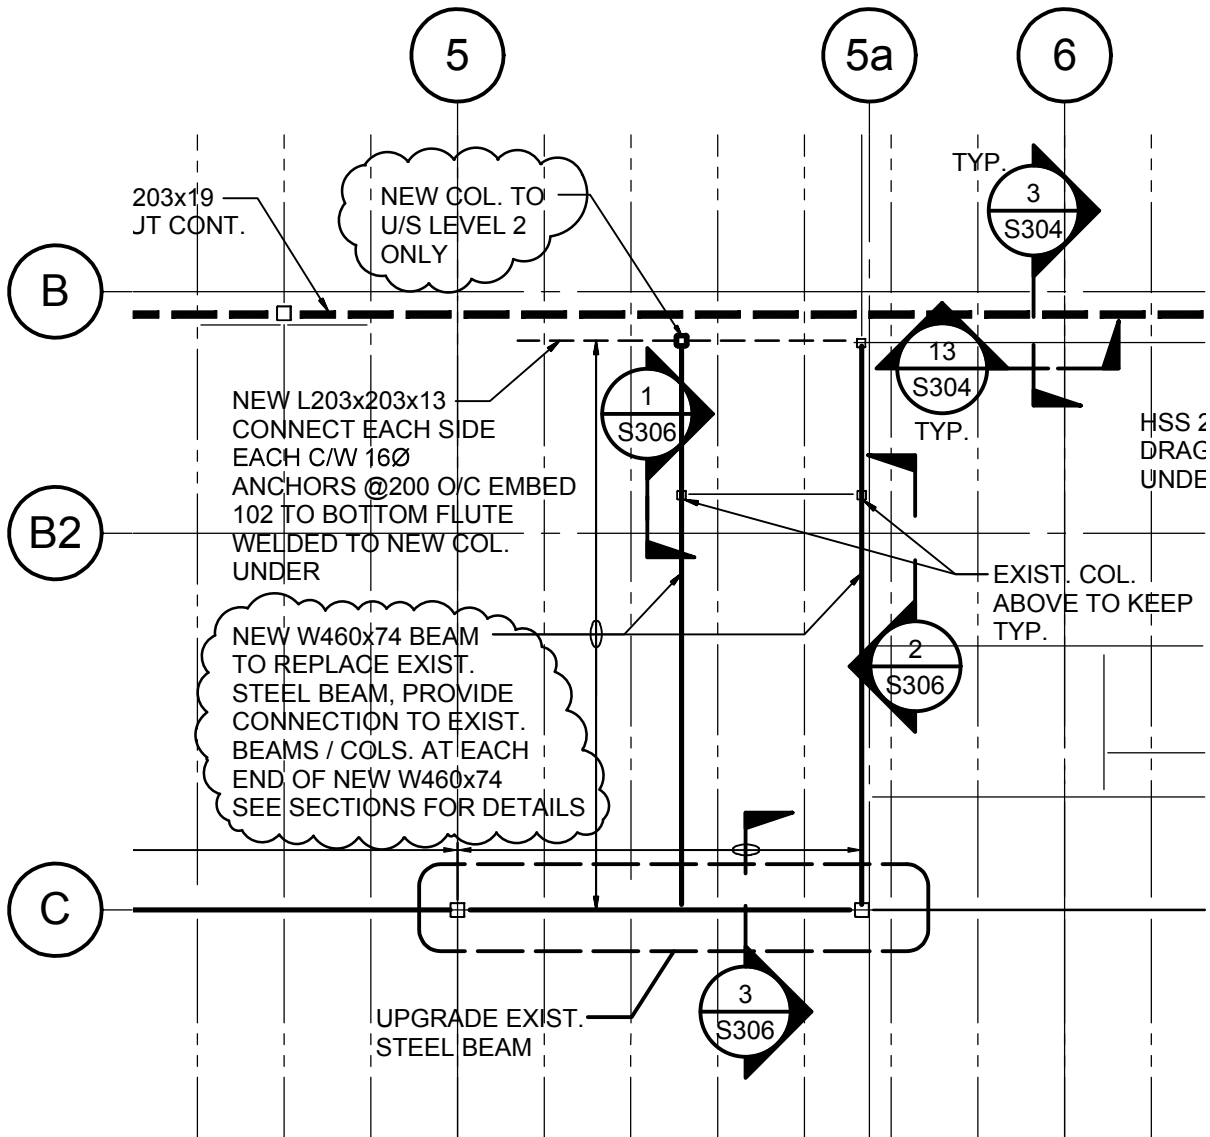 5
5a
6
TYP.
3
S304
203x19
JT CONT.
NEW COL. TO
U/S LEVEL 2
ONLY
B
13
S304
TYP.
1
S306
NEW L203x203x13
CONNECT EACH SIDE
EACH C/W 16Ø
ANCHORS @200 O/C EMBED
102 TO BOTTOM FLUTE
WELDED TO NEW COL.
UNDER
HSS 2
DRAG
UNDE
B2
EXIST. COL.
ABOVE TO KEEP
TYP.
NEW W460x74 BEAM
TO REPLACE EXIST.
STEEL BEAM, PROVIDE
CONNECTION TO EXIST.
BEAMS / COLS. AT EACH
END OF NEW W460x74
SEE SECTIONS FOR DETAILS
2
S306
C
3
S306
UPGRADE EXIST.
STEEL BEAM